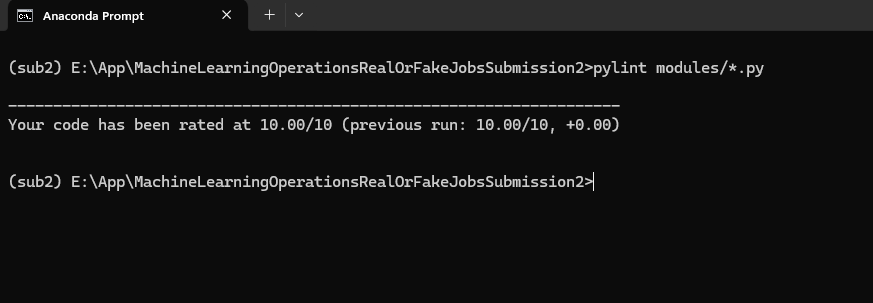 Anaconda Prompt
(sub2) E:\App\MachineLearningOperationsRealOrFakeJobsSubmission2>pylint modules/*.py
--------------------------------------------------------------------
Your code has been rated at 10.00/10 (previous run: 10.00/10, +0.00)
(sub2) E:\App\MachineLearningOperationsRealOrFakeJobsSubmission2>